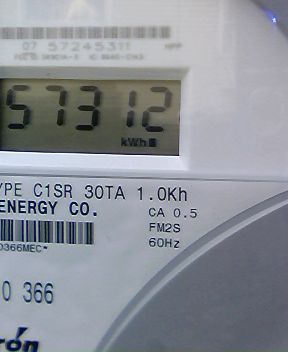 07 57245311
57312
kWh
YPE C1SR 30TA 1.0Kh
ENERGY CO.
CA 0.5
FM2S
60Hz
0366MEC*
0 366
rón